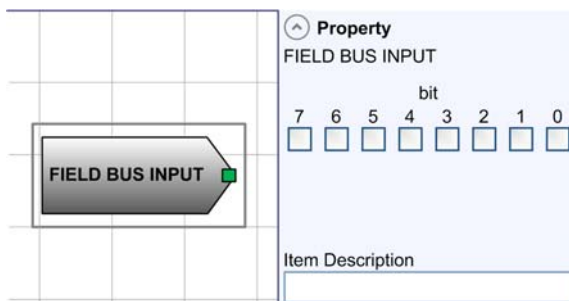 FIELD BUS INPUT
Property
FIELD BUS INPUT
bit
7 6 5 4 3 2 1 0
Item Description